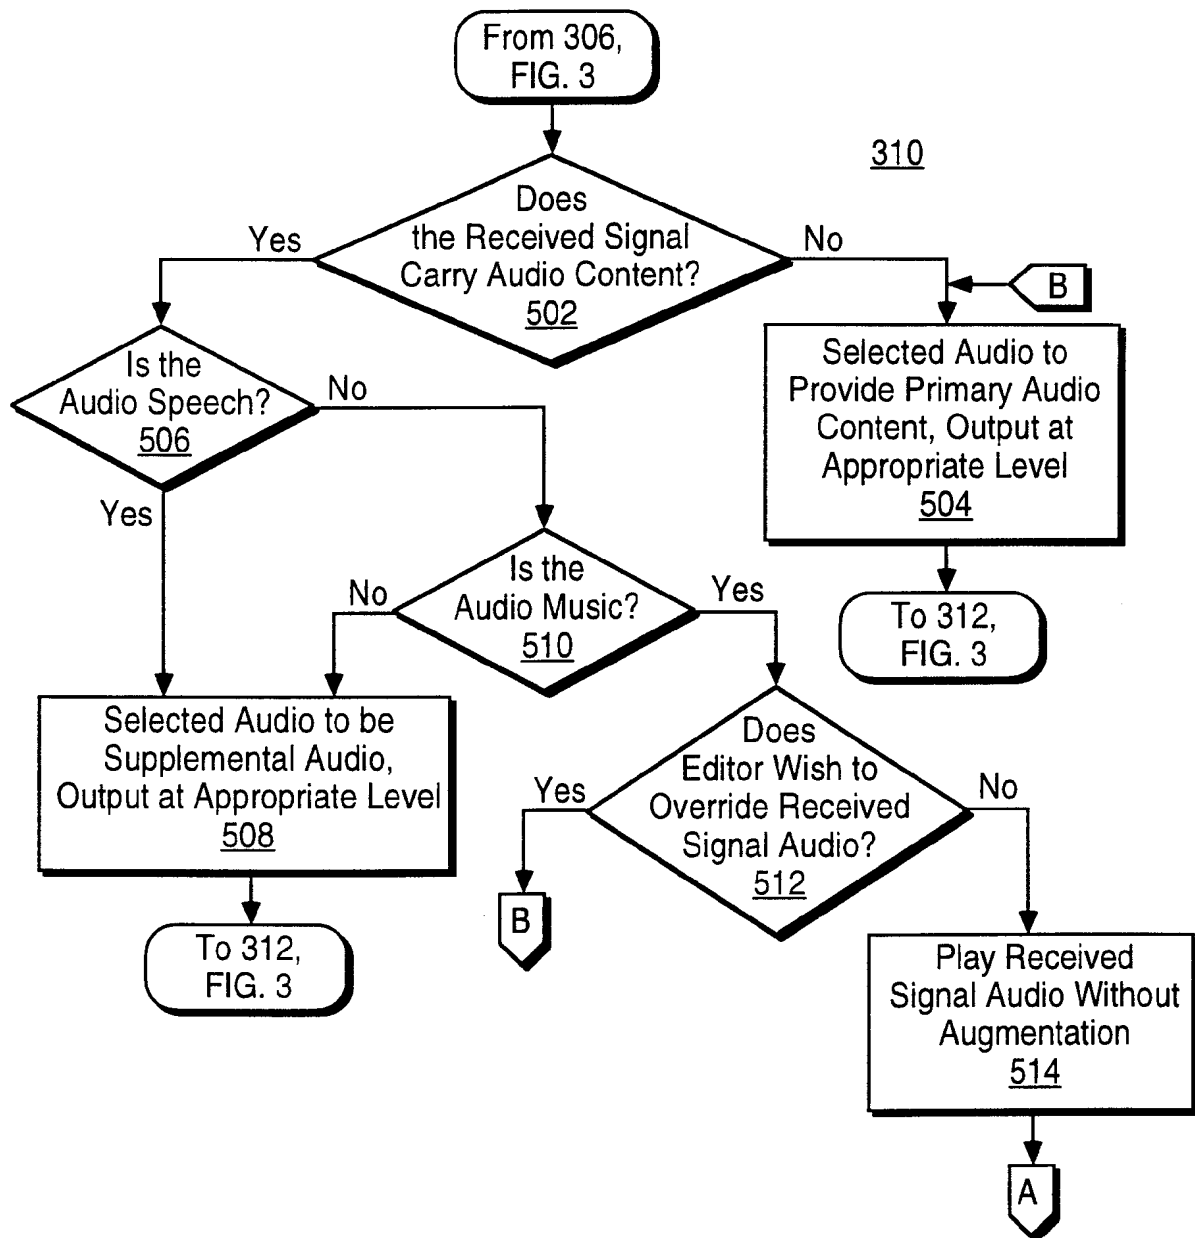 From 306,
FIG. 3
310
Does
the Received Signal
Carry Audio Content?
502
Yes
No
B
Is the
Audio Speech?
506
No
Yes
Selected Audio to
Provide Primary Audio
Content, Output at
Appropriate Level
504
To 312,
FIG. 3
Is the
Audio Music?
510
No
Yes
Selected Audio to be
Supplemental Audio,
Output at Appropriate Level
508
To 312,
FIG. 3
Does
Editor Wish to
Override Received
Signal Audio?
512
Yes
No
B
Play Received
Signal Audio Without
Augmentation
514
A